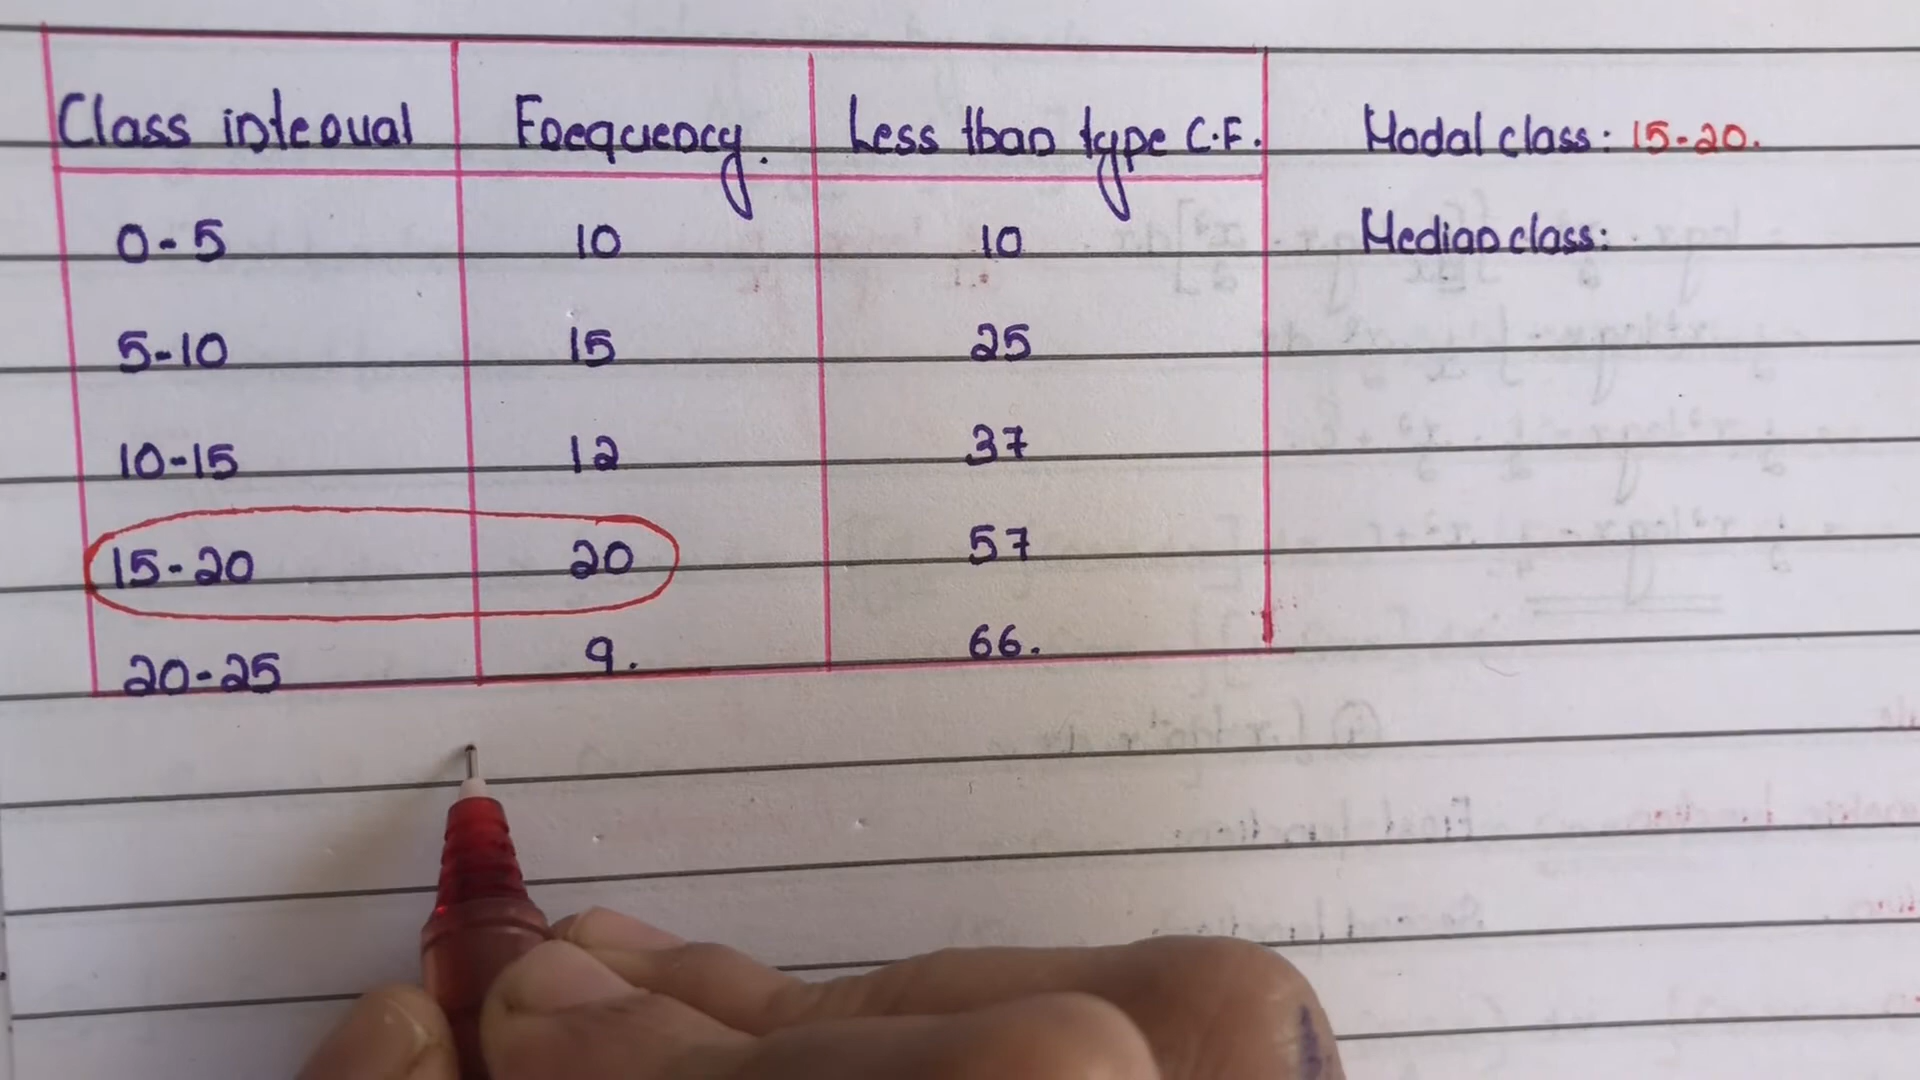 Class interval Frequency. Less than type C.F. Modal class: 15-20.
0-5 10 10 Median class:
5-10 15 25
10-15 12 37
15-20 20 57
20-25 9. 66.